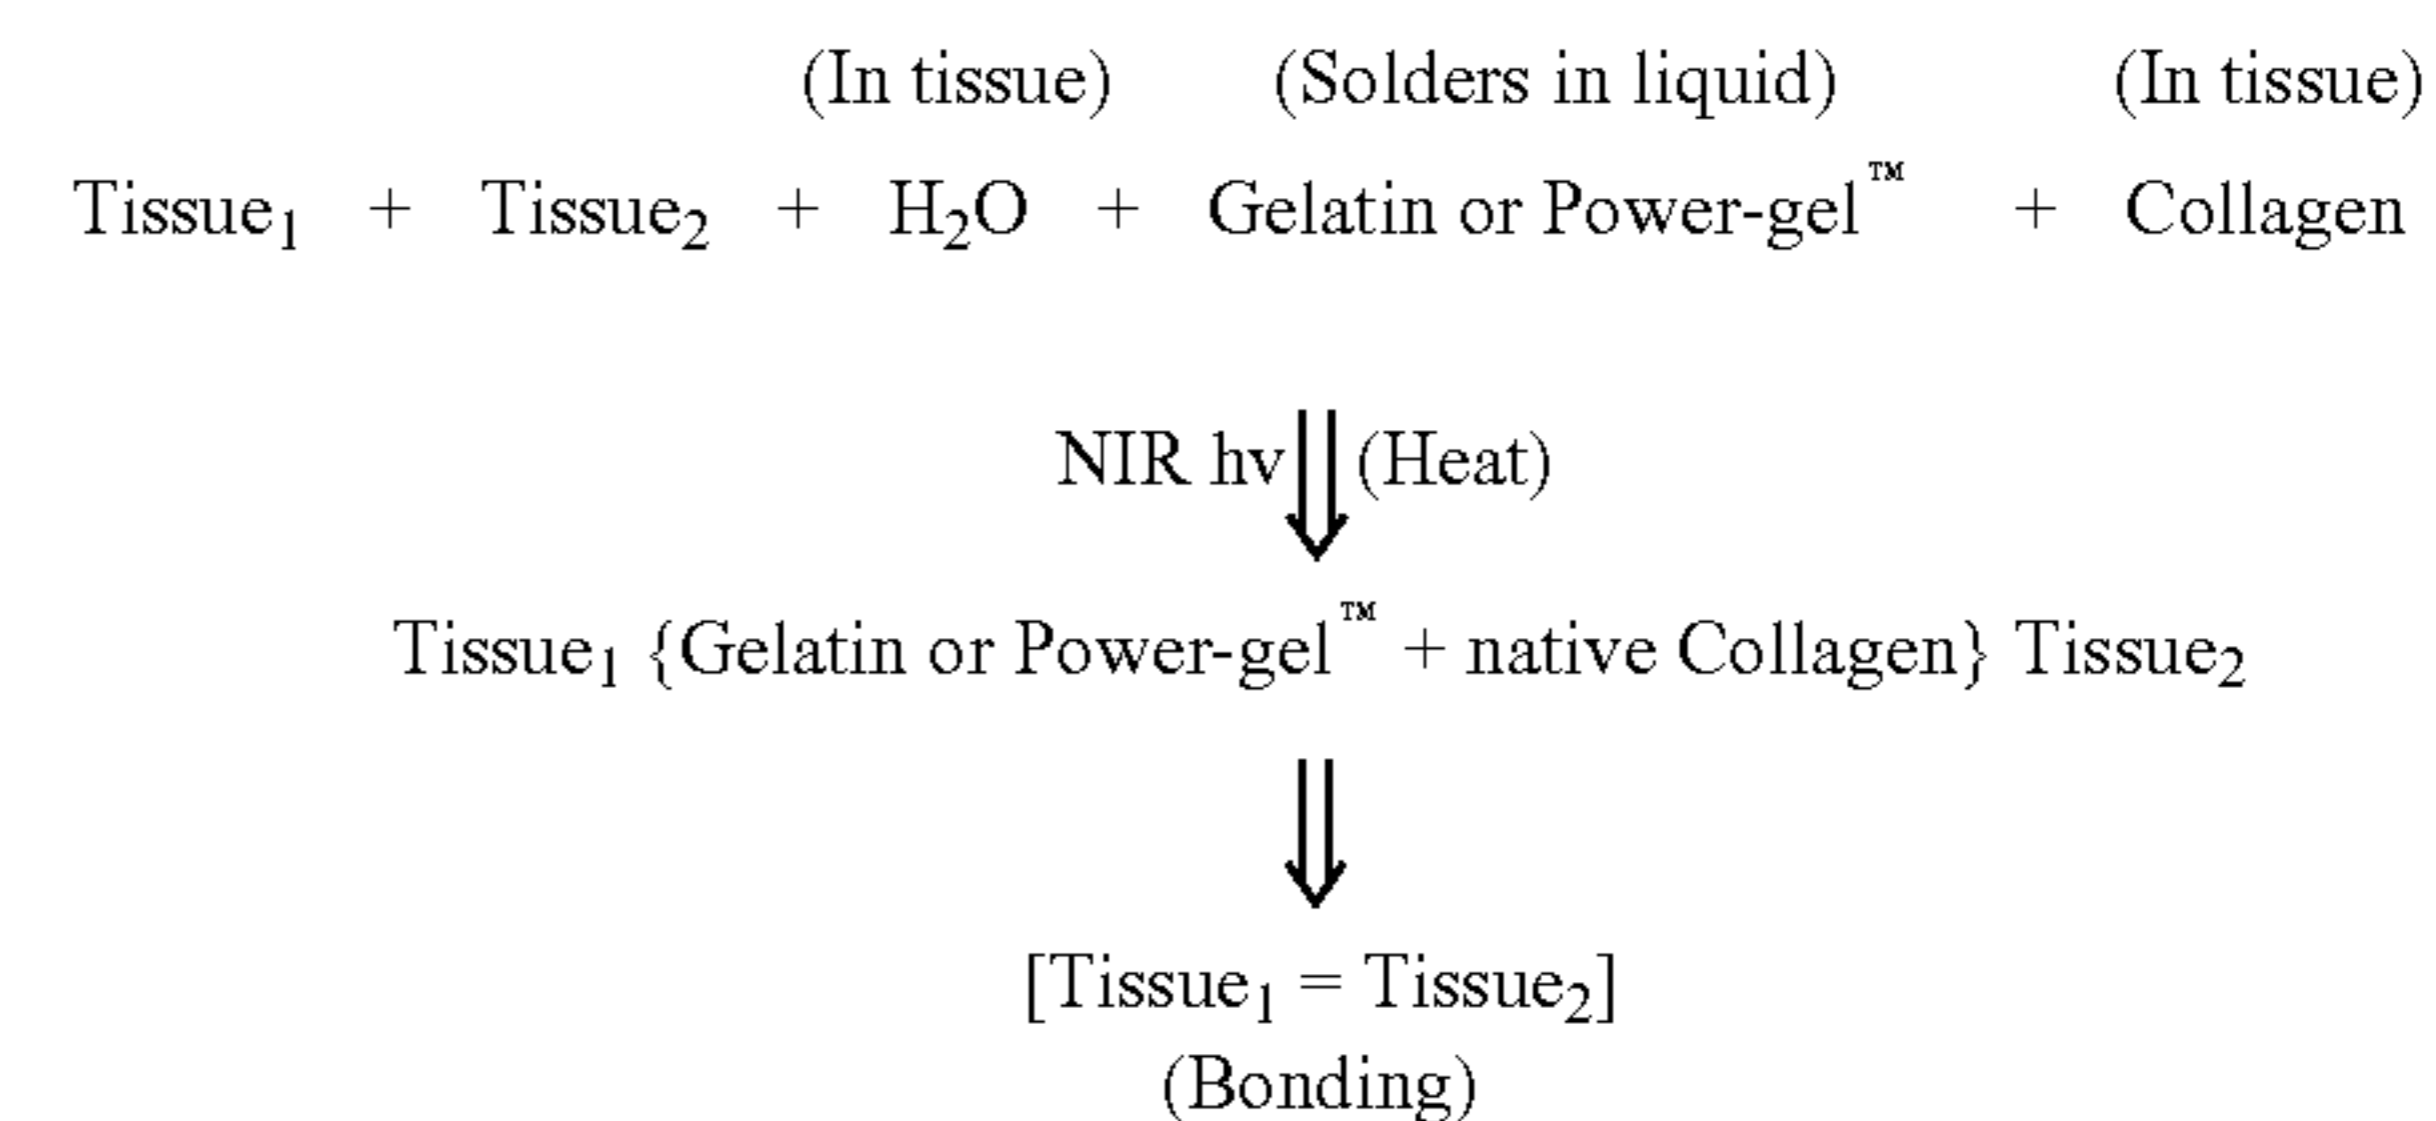 (In tissue) (Solders in liquid) (In tissue)
Tissue₁ + Tissue₂ + H₂O + Gelatin or Power-gel™ + Collagen
NIR hν (Heat)
Tissue₁ {Gelatin or Power-gel™ + native Collagen} Tissue₂
[Tissue₁ = Tissue₂]
(Bonding)